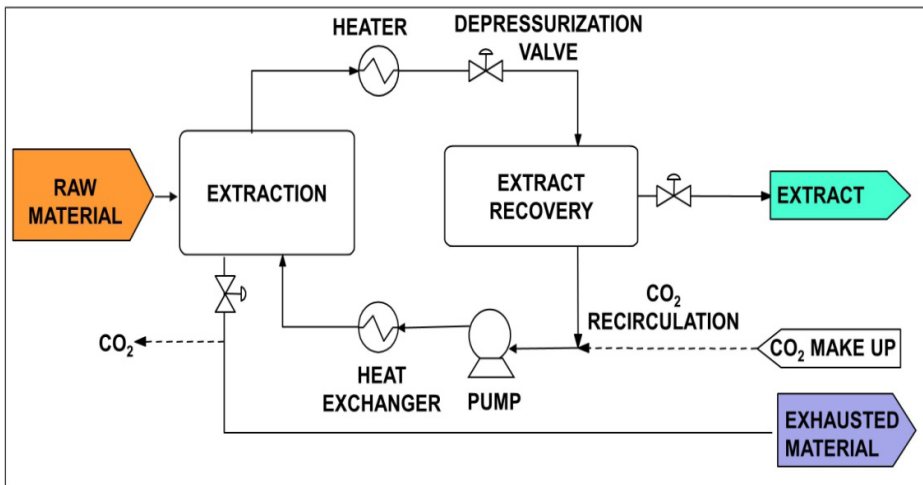 HEATER
DEPRESSURIZATION
VALVE
RAW
MATERIAL
EXTRACTION
EXTRACT
RECOVERY
EXTRACT
CO₂
RECIRCULATION
CO₂
HEAT
EXCHANGER
PUMP
CO₂ MAKE UP
EXHAUSTED
MATERIAL